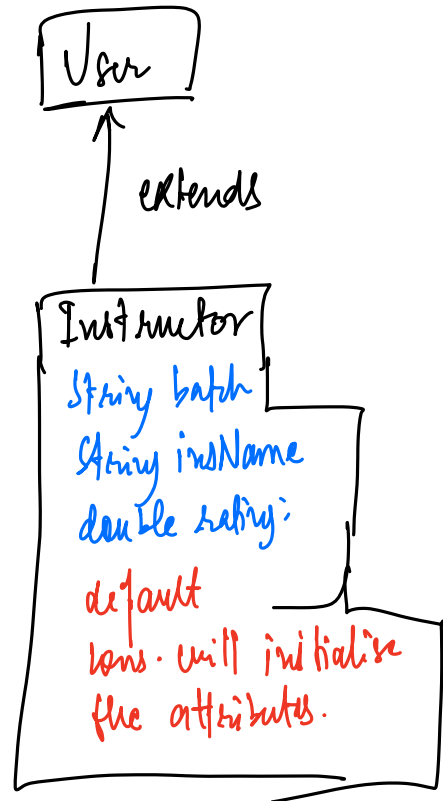 User
extends
Instructor
String batch
String insName
double rating;
default
cons. will initialise
the attributes.